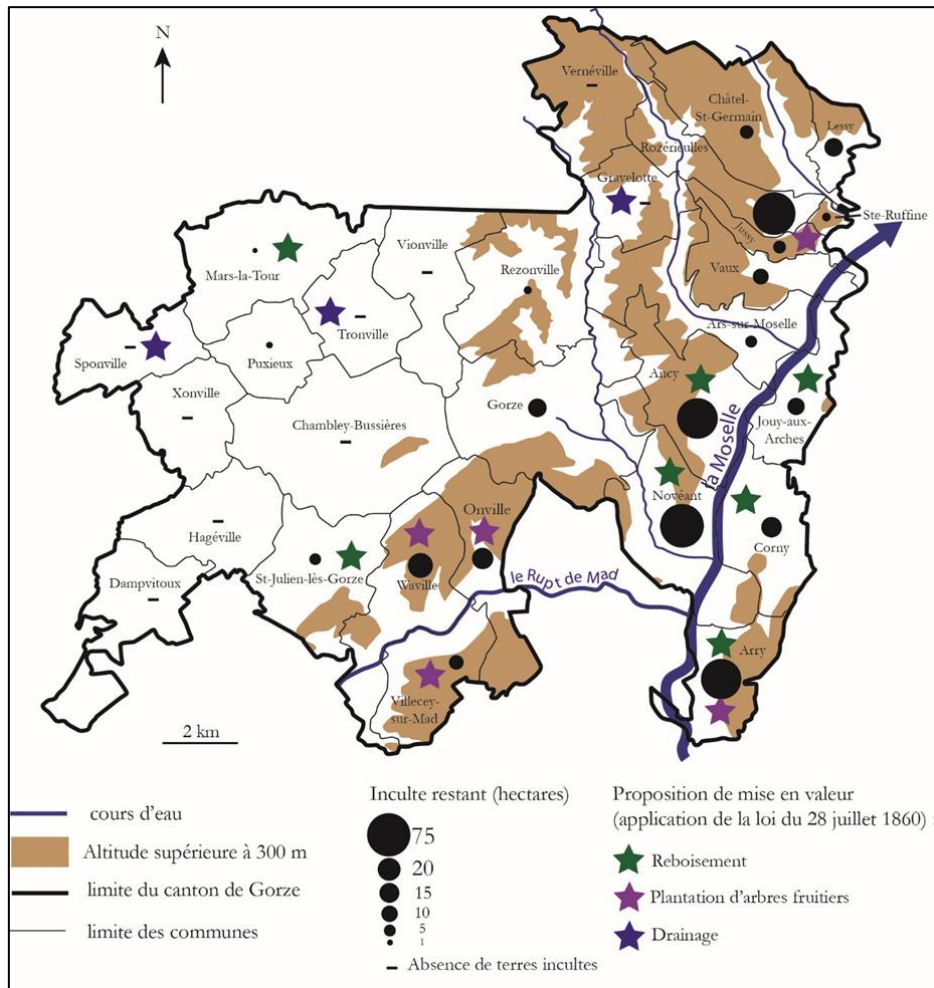 N
Vernéville
Châtel-
St-Germain
Lessy
Rozérieulles
Gravelotte
Ste-Ruffine
Jussy
Vaux
Vionville
Rezonville
Mars-la-Tour
Tronville
Sponville
Puxieux
Ars-sur-Moselle
Xonville
Ancy
Gorze
Chambley-Bussières
Jouy-aux-
Arches
la Moselle
Novéant
Onville
Hagéville
Corny
St-Julien-lès-Gorze
Waville
Dampvitoux
le Rupt de Mad
Arry
Villecey-
sur-Mad
2 km
cours d'eau
Altitude supérieure à 300 m
limite du canton de Gorze
limite des communes
Inculte restant (hectares)
75
20
15
10
5
1
Absence de terres incultes
Proposition de mise en valeur
(application de la loi du 28 juillet 1860) :
Reboisement
Plantation d'arbres fruitiers
Drainage